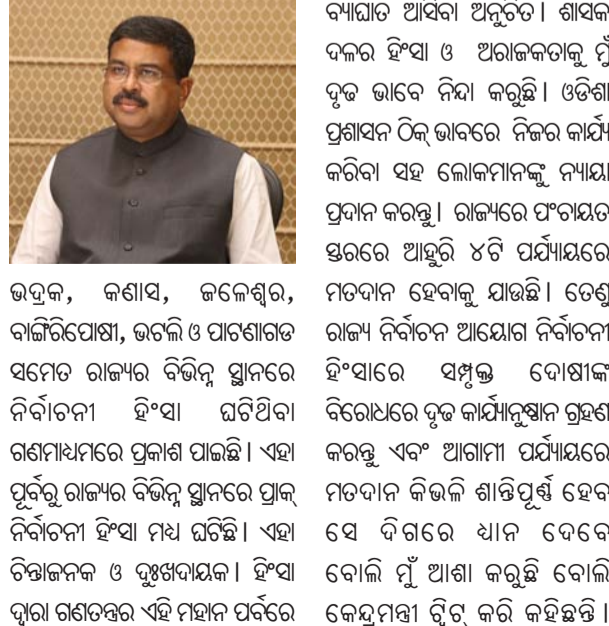 ଭଦ୍ରକ, କଣାସ, ଜଳେଶ୍ୱର,
ବାଙ୍ଗିରିପୋଷୀ, ଭଟଲି ଓ ପାଟଣାଗଡ
ସମେତ ରାଜ୍ୟର ବିଭିନ୍ନ ସ୍ଥାନରେ
ନିର୍ବାଚନୀ ହିଂସା ଘଟିଥିବା
ଗଣମାଧ୍ୟମରେ ପ୍ରକାଶ ପାଇଛି। ଏହା
ପୂର୍ବରୁ ରାଜ୍ୟର ବିଭିନ୍ନ ସ୍ଥାନରେ ପ୍ରାକ୍
ନିର୍ବାଚନୀ ହିଂସା ମଧ୍ୟ ଘଟିଛି। ଏହା
ଚିନ୍ତାଜନକ ଓ ଦୁଃଖଦାୟକ। ହିଂସା
ଦ୍ୱାରା ଗଣତନ୍ତ୍ରର ଏହି ମହାନ ପର୍ବରେ
ବ୍ୟାଘାତ ଆସିବା ଅନୁଚିତ। ଶାସକ
ଦଳର ହିଂସା ଓ ଅରାଜକତାକୁ ମୁଁ
ଦୃଢ ଭାବେ ନିନ୍ଦା କରୁଛି। ଓଡିଶା
ପ୍ରଶାସନ ଠିକ୍ ଭାବରେ ନିଜର କାର୍ଯ୍ୟ
କରିବା ସହ ଲୋକମାନଙ୍କୁ ନ୍ୟାୟ।
ପ୍ରଦାନ କରନ୍ତୁ। ରାଜ୍ୟରେ ପଂଚାୟତ
ସ୍ତରରେ ଆହୁରି ୪ଟି ପର୍ଯ୍ୟାୟରେ
ମତଦାନ ହେବାକୁ ଯାଉଛି। ତେଣୁ
ରାଜ୍ୟ ନିର୍ବାଚନ ଆୟୋଗ ନିର୍ବାଚନୀ
ହିଂସାରେ ସମ୍ପୃକ୍ତ ଦୋଷୀଙ୍କ
ବିରୋଧରେ ଦୃଢ କାର୍ଯ୍ୟାନୁଷ୍ଠାନ ଗ୍ରହଣ
କରନ୍ତୁ ଏବଂ ଆଗାମୀ ପର୍ଯ୍ୟାୟରେ
ମତଦାନ କିଭଳି ଶାନ୍ତିପୂର୍ଣ୍ଣ ହେବ
ସେ ଦିଗରେ ଧ୍ୟାନ ଦେବେ
ବୋଲି ମୁଁ ଆଶା କରୁଛି ବୋଲି
କେନ୍ଦ୍ରମନ୍ତ୍ରୀ ଟ୍ୱିଟ୍ କରି କହିଛନ୍ତି।